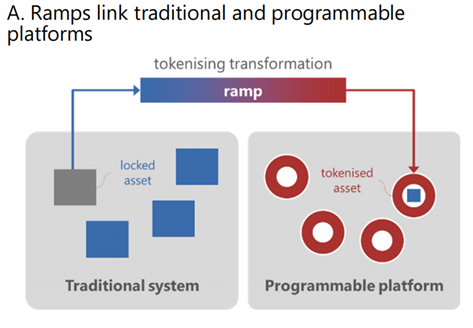 A. Ramps link traditional and programmable
platforms
tokenising transformation
ramp
locked
asset
tokenised
asset
Traditional system
Programmable platform